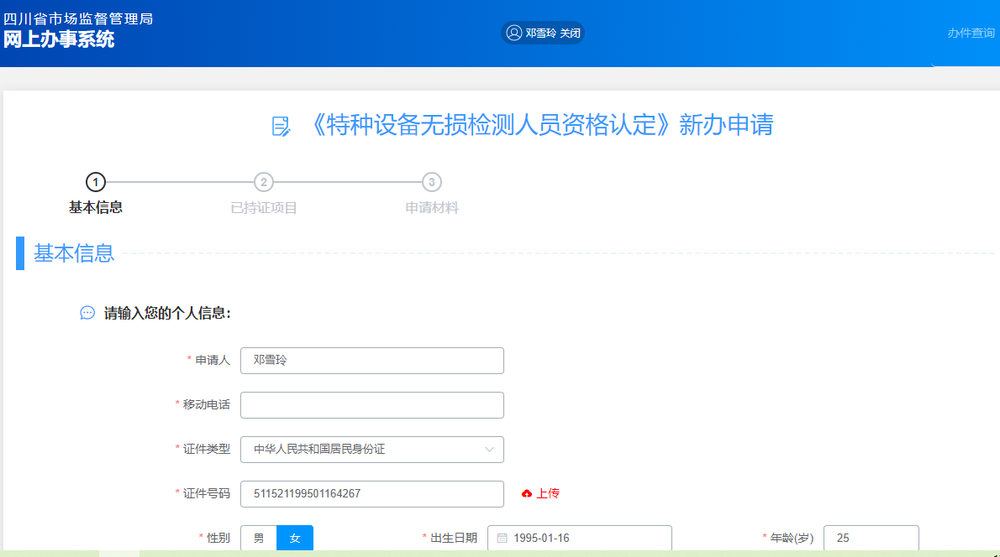 四川省市场监督管理局
网上办事系统
邓雪玲 关闭
办件查询
《特种设备无损检测人员资格认定》新办申请
1 2 3
基本信息 已持证项目 申请材料
基本信息
请输入您的个人信息:
* 申请人 邓雪玲
* 移动电话
* 证件类型 中华人民共和国居民身份证
* 证件号码 511521199501164267 上传
* 性别 男 女 * 出生日期 1995-01-16 * 年龄(岁) 25